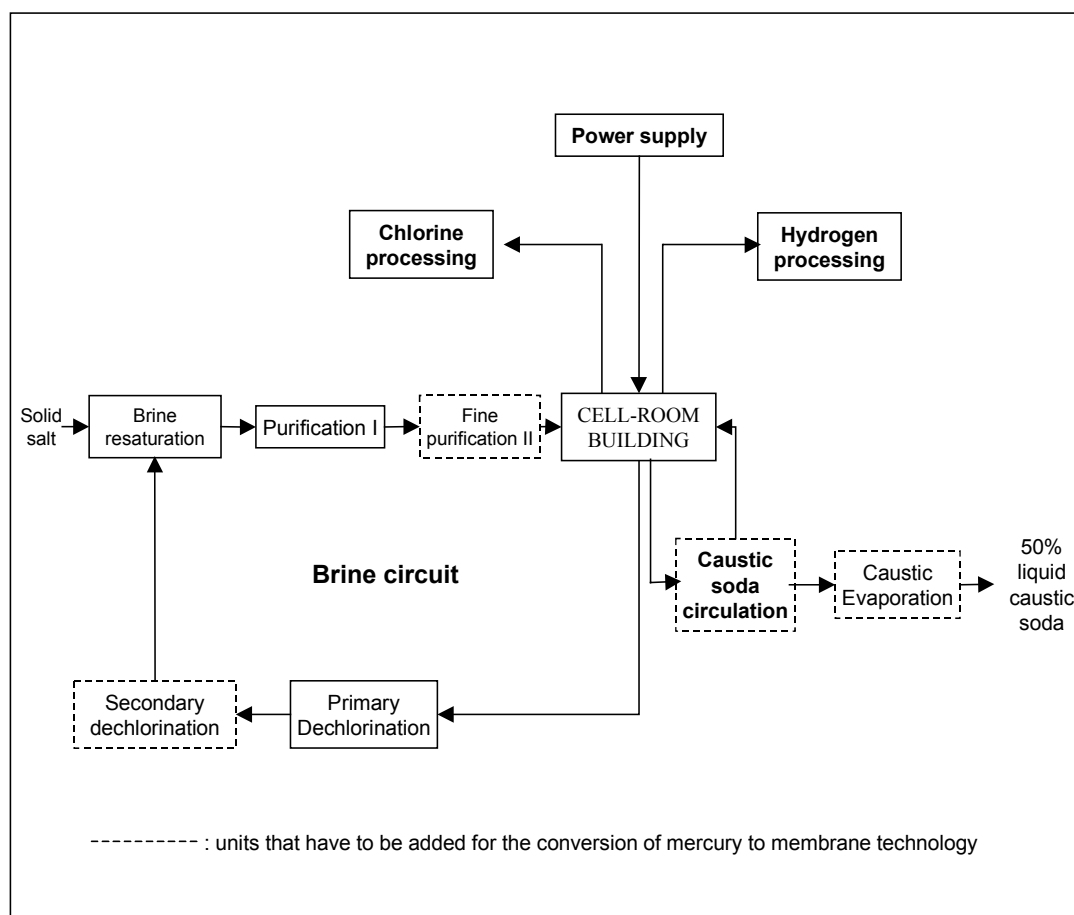 Power supply
Chlorine
processing
Hydrogen
processing
Solid
salt
Brine
resaturation
Purification I
Fine
purification II
CELL-ROOM
BUILDING
Brine circuit
Caustic
soda
circulation
Caustic
Evaporation
50%
liquid
caustic
soda
Secondary
dechlorination
Primary
Dechlorination
: units that have to be added for the conversion of mercury to membrane technology